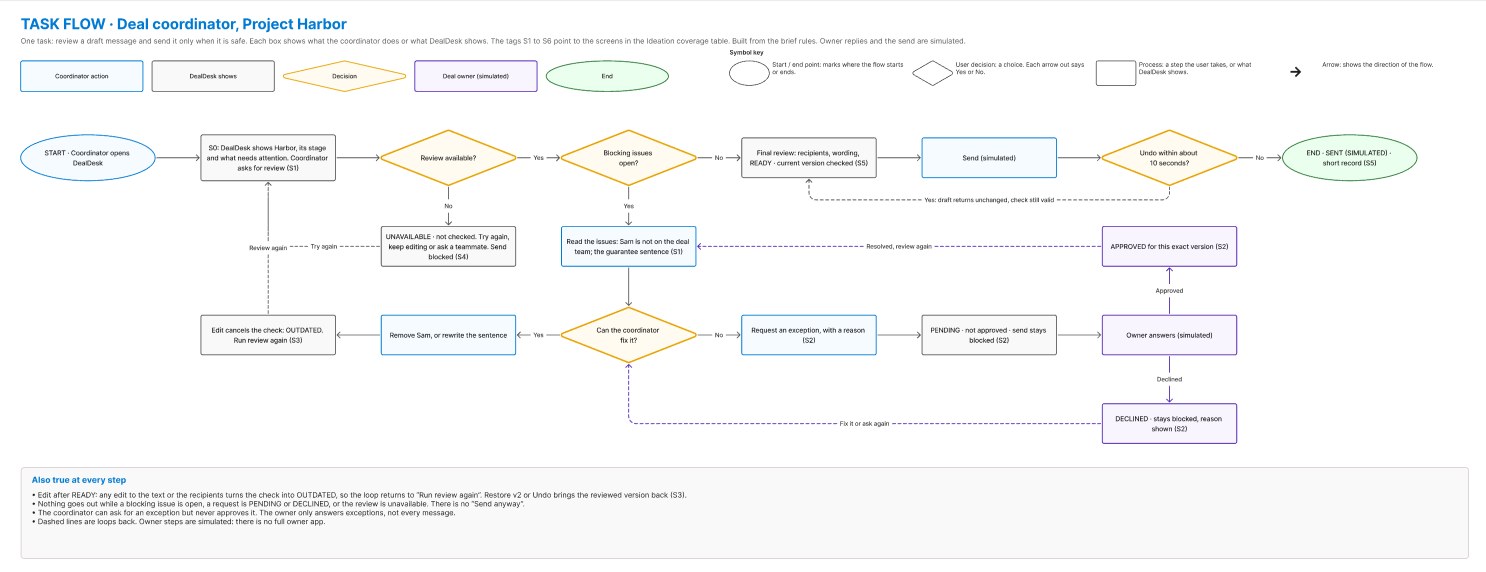 TASK FLOW · Deal coordinator, Project Harbor
One task: review a draft message and send it only when it is safe. Each box shows what the coordinator does or what DealDesk shows. The tags S1 to S6 point to the screens in the Ideation coverage table. Built from the brief rules. Owner replies and the send are simulated.
Coordinator action
DealDesk shows
Decision
Deal owner (simulated)
End
Symbol key
Start / end point: marks where the flow starts
or ends.
User decision: a choice. Each arrow out says
Yes or No.
Process: a step the user takes, or what
DealDesk shows.
Arrow: shows the direction of the flow.
START · Coordinator opens
DealDesk
S0: DealDesk shows Harbor, its stage
and what needs attention. Coordinator
asks for review (S1)
Review available?
Yes
Blocking issues
open?
No
Final review: recipients, wording,
READY · current version checked (S5)
Send (simulated)
Undo within about
10 seconds?
No
END · SENT (SIMULATED) ·
short record (S5)
No
Yes
Yes: draft returns unchanged, check still valid
Review again
Try again
UNAVAILABLE · not checked. Try again,
keep editing or ask a teammate. Send
blocked (S4)
Read the issues: Sam is not on the deal
team; the guarantee sentence (S1)
Resolved, review again
APPROVED for this exact version (S2)
Approved
Edit cancels the check: OUTDATED.
Run review again (S3)
Remove Sam, or rewrite the sentence
Yes
Can the coordinator
fix it?
No
Request an exception, with a reason
(S2)
PENDING · not approved · send stays
blocked (S2)
Owner answers (simulated)
Declined
Fix it or ask again
DECLINED · stays blocked, reason
shown (S2)
Also true at every step
• Edit after READY: any edit to the text or the recipients turns the check into OUTDATED, so the loop returns to "Run review again". Restore v2 or Undo brings the reviewed version back (S3).
• Nothing goes out while a blocking issue is open, a request is PENDING or DECLINED, or the review is unavailable. There is no "Send anyway".
• The coordinator can ask for an exception but never approves it. The owner only answers exceptions, not every message.
• Dashed lines are loops back. Owner steps are simulated: there is no full owner app.